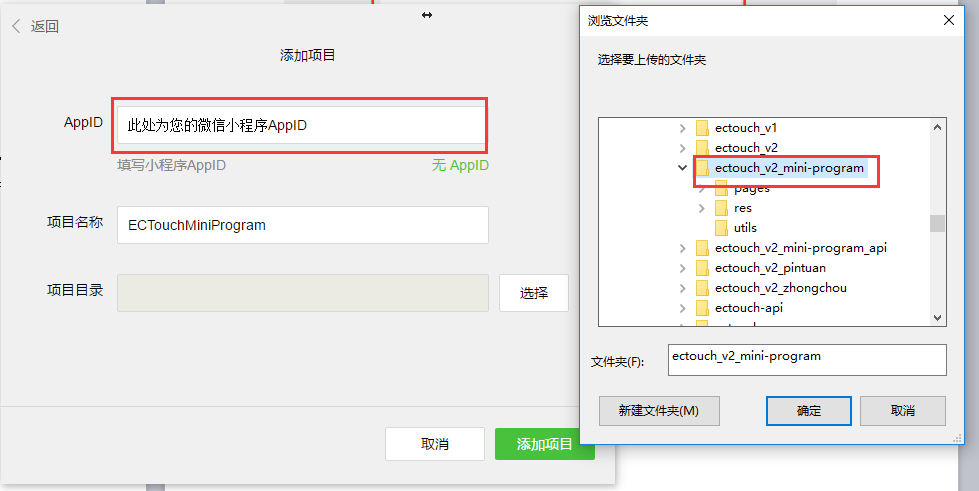 返回
添加项目
AppID
此处为您的微信小程序AppID
填写小程序AppID
无 AppID
项目名称
ECTouchMiniProgram
项目目录
选择
取消
添加项目
浏览文件夹
选择要上传的文件夹
ectouch_v1
ectouch_v2
ectouch_v2_mini-program
pages
res
utils
ectouch_v2_mini-program_api
ectouch_v2_pintuan
ectouch_v2_zhongchou
ectouch-api
文件夹(F):
ectouch_v2_mini-program
新建文件夹(M)
确定
取消